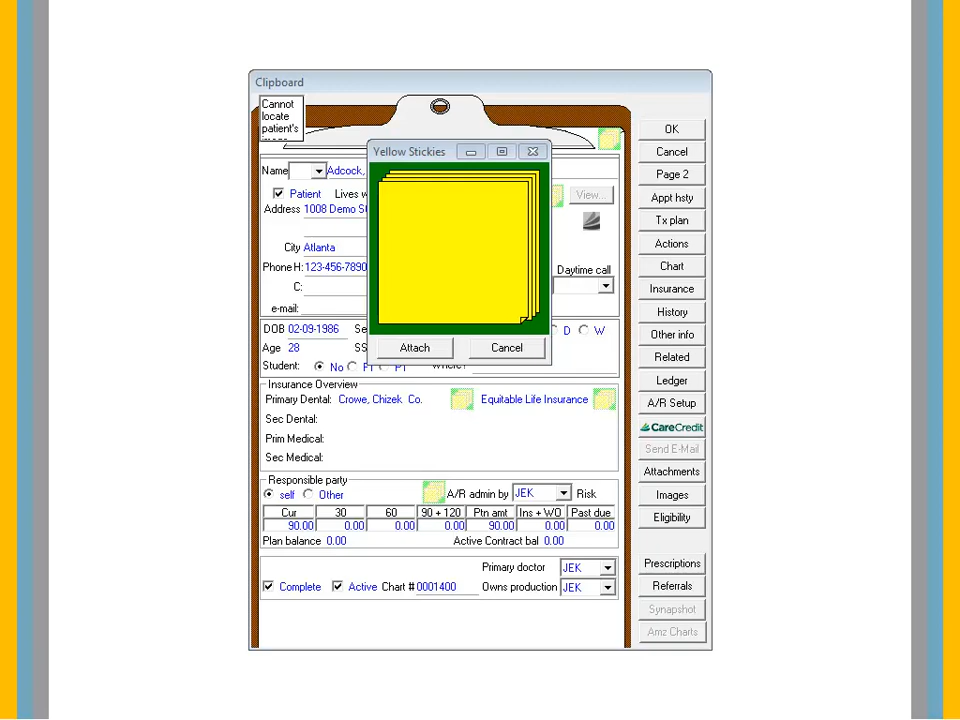 Clipboard
Cannot
locate
patient's
Yellow Stickies
Name Adcock,
Patient Lives
View...
Address 1008 Demo
City Atlanta
Phone H: 123-456-7890
Daytime call
C:
e-mail:
DOB 02-09-1986
D W
Age 28
Student: No
Attach Cancel
Insurance Overview
Primary Dental: Crowe, Chizek Co. Equitable Life Insurance
Sec Dental:
Prim Medical:
Sec Medical:
Responsible party
self Other A/R admin by JEK Risk
Cur 30 60 90 + 120 Ptn amt Ins + WO Past due
90.00 0.00 0.00 0.00 90.00 0.00 0.00
Plan balance 0.00 Active Contract bal 0.00
Primary doctor JEK
Complete Active Chart # 0001400 Owns production JEK
OK
Cancel
Page 2
Appt hsty
Tx plan
Actions
Chart
Insurance
History
Other info
Related
Ledger
A/R Setup
CareCredit
Send E-Mail
Attachments
Images
Eligibility
Prescriptions
Referrals
Synapshot
Amz Charts